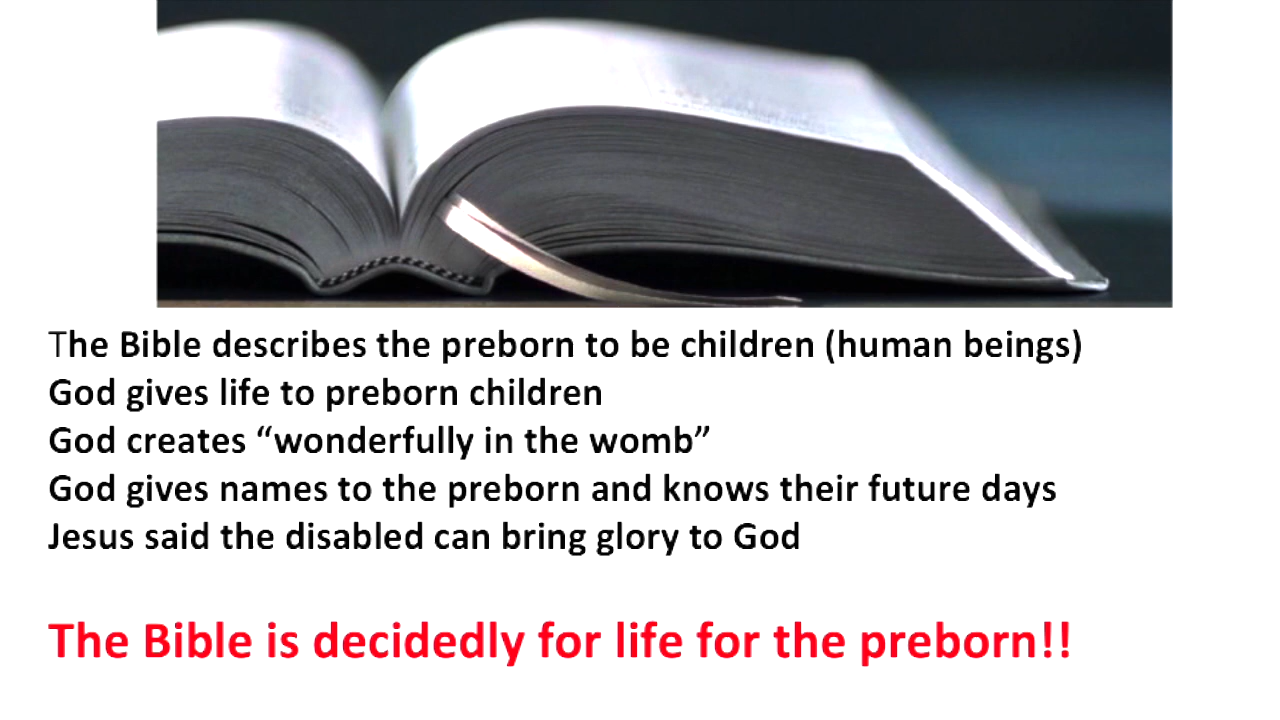 The Bible describes the preborn to be children (human beings)
God gives life to preborn children
God creates “wonderfully in the womb”
God gives names to the preborn and knows their future days
Jesus said the disabled can bring glory to God
The Bible is decidedly for life for the preborn!!